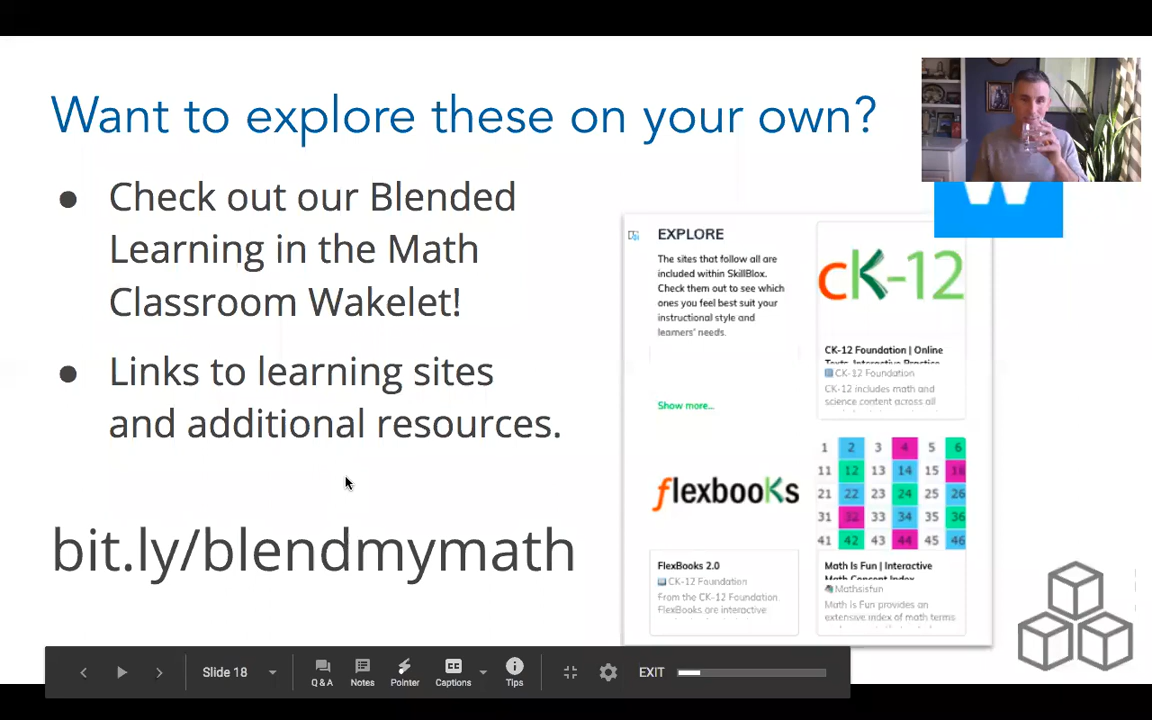 Want to explore these on your own?
● Check out our Blended
Learning in the Math
Classroom Wakelet!
● Links to learning sites
and additional resources.
bit.ly/blendmymath
EXPLORE
The sites that follow all are
included within SkillBlox.
Check them out to see which
ones you feel best suit your
instructional style and
learners' needs.
Show more...
cK-12
CK-12 Foundation | Online
Texts, Interactive Practice
CK-12 Foundation
CK-12 includes math and
science content across all
flexbooKs
FlexBooks 2.0
CK-12 Foundation
From the CK-12 Foundation.
FlexBooks are interactive
1 2 3 4 5 6
11 12 13 14 15 16
21 22 23 24 25 26
31 32 33 34 35 36
41 42 43 44 45 46
Math Is Fun | Interactive
Math Concept Index
Mathsisfun
Math is Fun provides an
extensive index of math terms
Slide 18
Q & A
Notes
Pointer
CC
Captions
Tips
EXIT